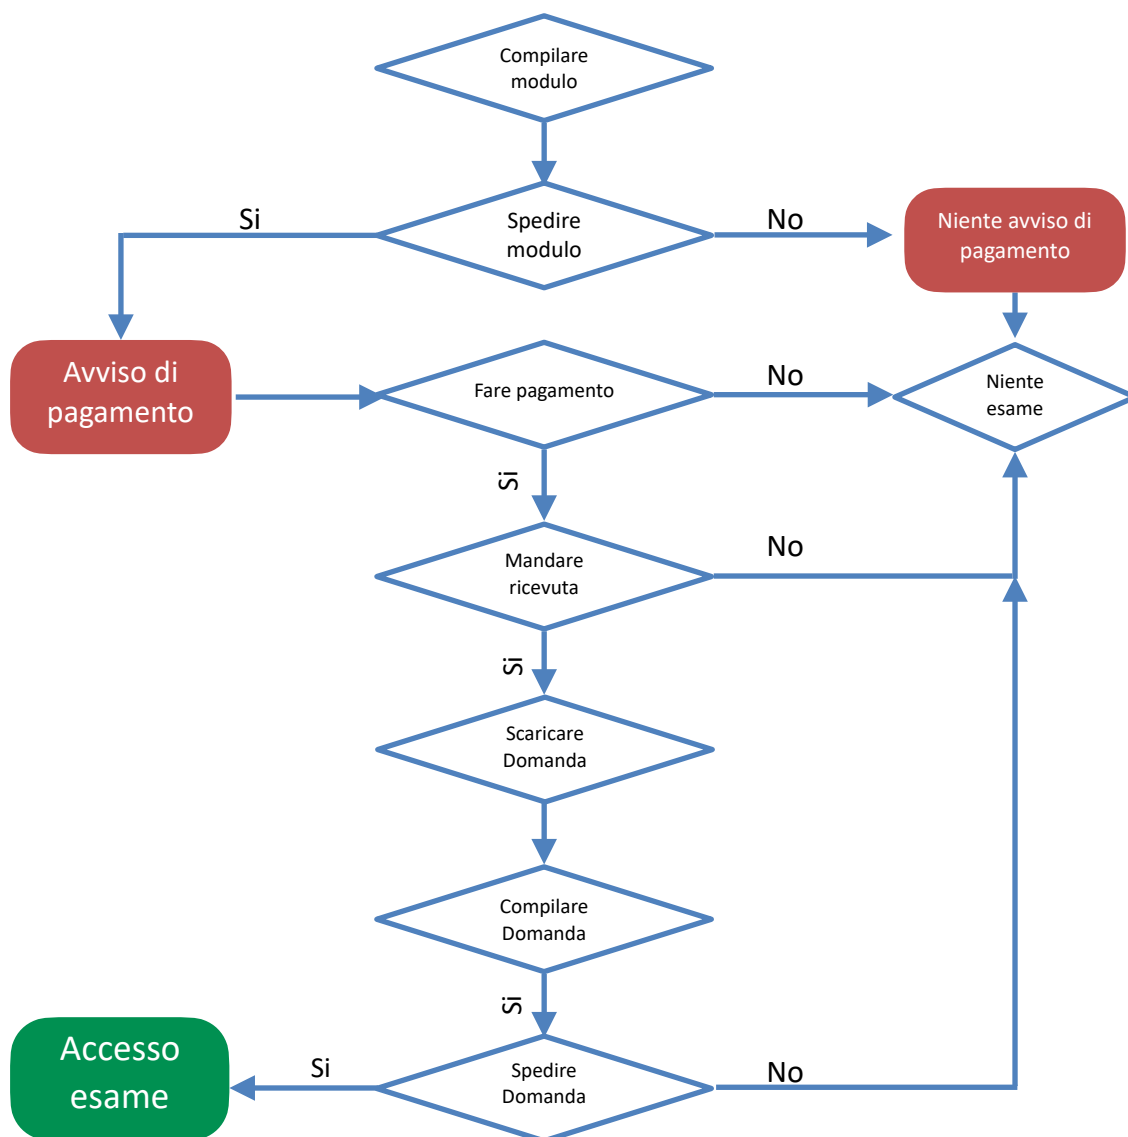 Compilare
modulo
Si
Spedire
modulo
No
Niente avviso di
pagamento
Avviso di
pagamento
Fare pagamento
No
Niente
esame
Si
Mandare
ricevuta
No
Si
Scaricare
Domanda
Compilare
Domanda
Si
Accesso
esame
Si
Spedire
Domanda
No